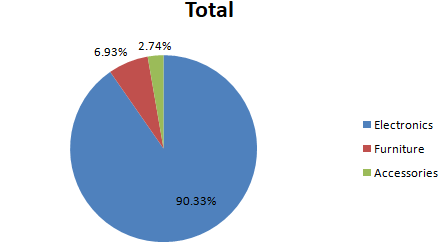 Total
6.93%
2.74%
90.33%
Electronics
Furniture
Accessories